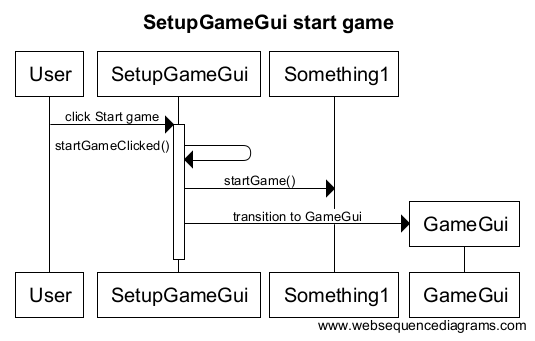 SetupGameGui start game
User
SetupGameGui
Something1
click Start game
startGameClicked()
startGame()
transition to GameGui
GameGui
User
SetupGameGui
Something1
GameGui
www.websequencediagrams.com